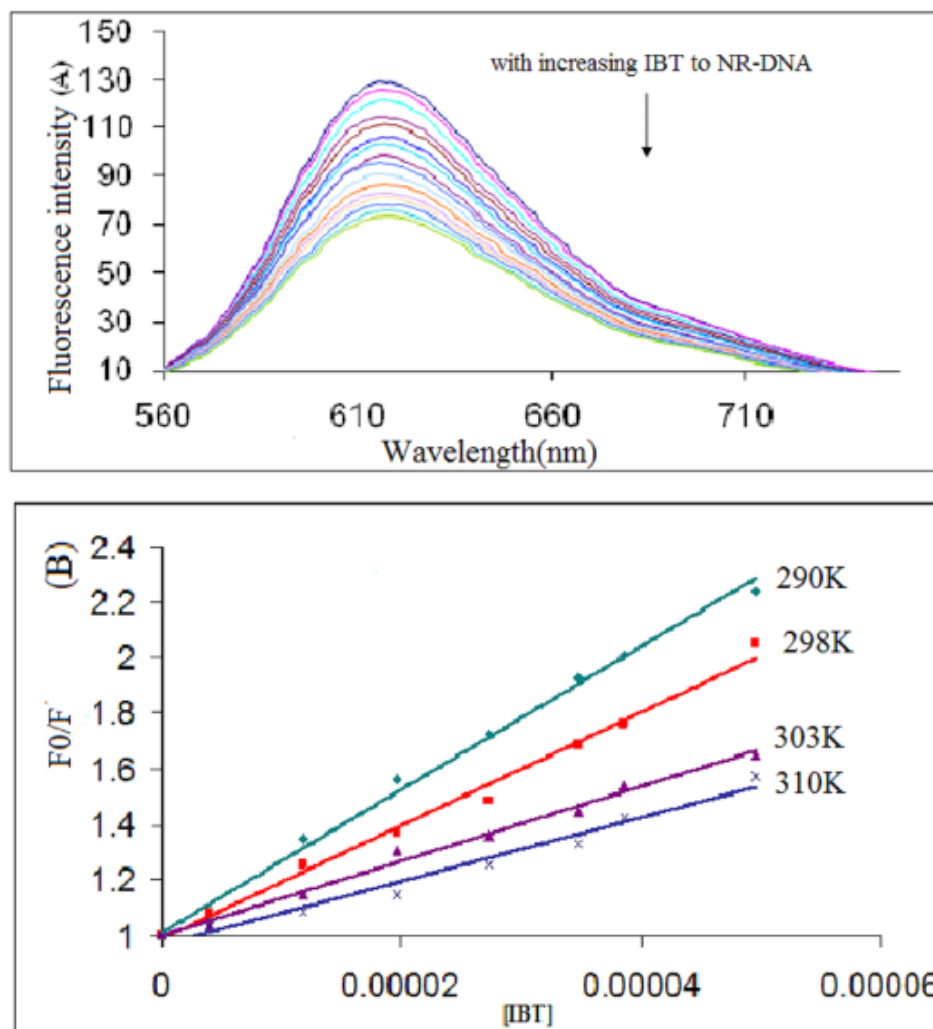 Fluorescence intensity (A)
150
130
110
90
70
50
30
10
with increasing IBT to NR-DNA
560 610 660 710
Wavelength(nm)
(B)
F0/F
2.4
2.2
2
1.8
1.6
1.4
1.2
1
290K
298K
303K
310K
0 0.00002 0.00004 0.00006
[IBT]